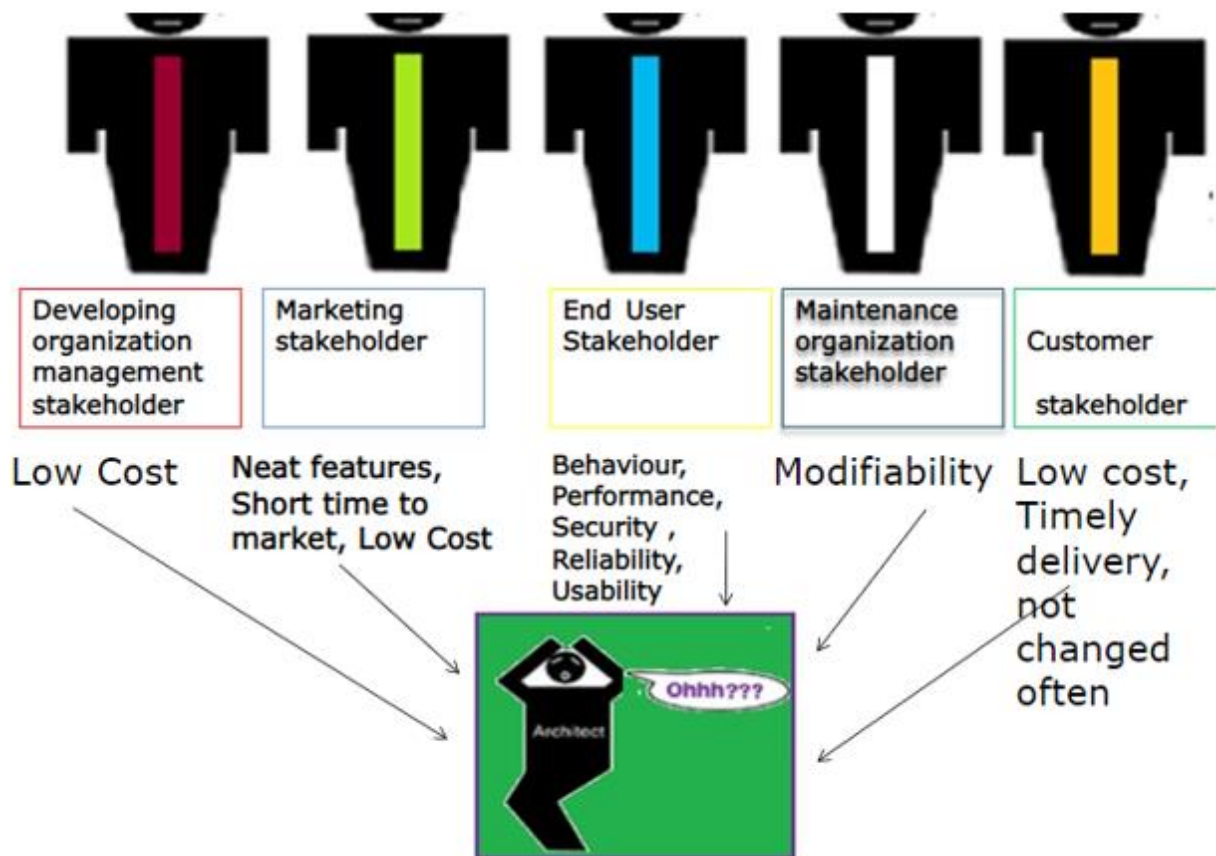 Developing
organization
management
stakeholder
Marketing
stakeholder
End User
Stakeholder
Maintenance
organization
stakeholder
Customer
stakeholder
Low Cost
Neat features,
Short time to
market, Low Cost
Behaviour,
Performance,
Security ,
Reliability,
Usability
Modifiability
Low cost,
Timely
delivery,
not
changed
often
Architect
Ohhh???